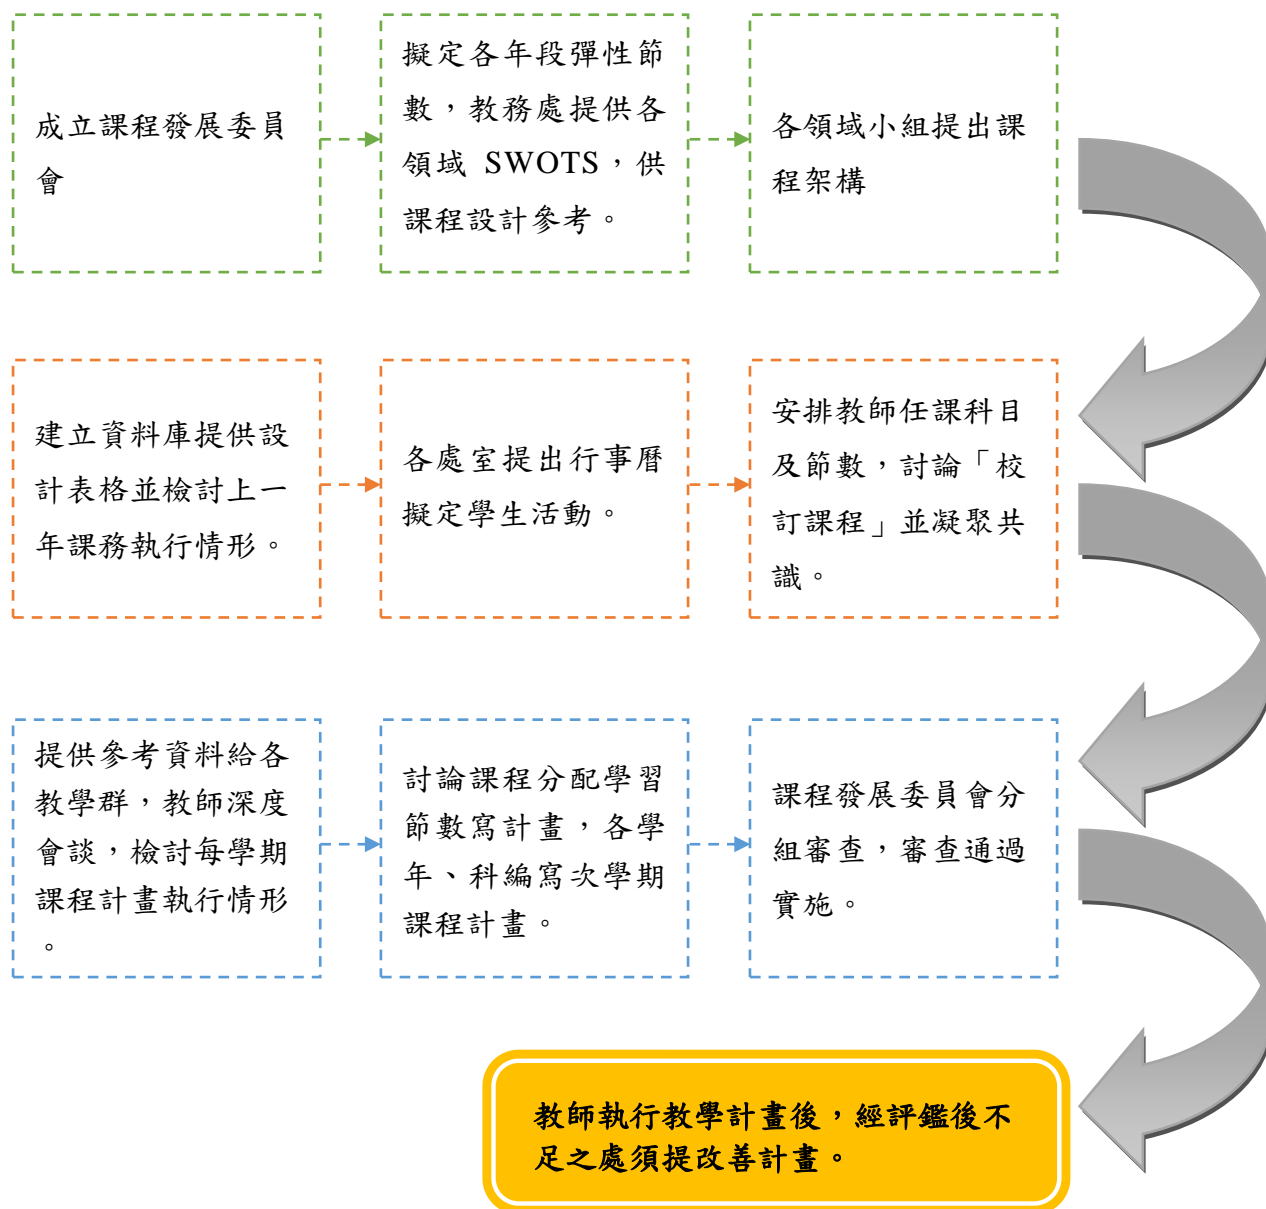 成立課程發展委員
會
擬定各年段彈性節
數，教務處提供各
領域 SWOTS，供
課程設計參考。
各領域小組提出課
程架構
建立資料庫提供設
計表格並檢討上一
年課務執行情形。
各處室提出行事曆
擬定學生活動。
安排教師任課科目
及節數，討論「校
訂課程」並凝聚共
識。
提供參考資料給各
教學群，教師深度
會談，檢討每學期
課程計畫執行情形
。
討論課程分配學習
節數寫計畫，各學
年、科編寫次學期
課程計畫。
課程發展委員會分
組審查，審查通過
實施。
教師執行教學計畫後，經評鑑後不
足之處須提改善計畫。